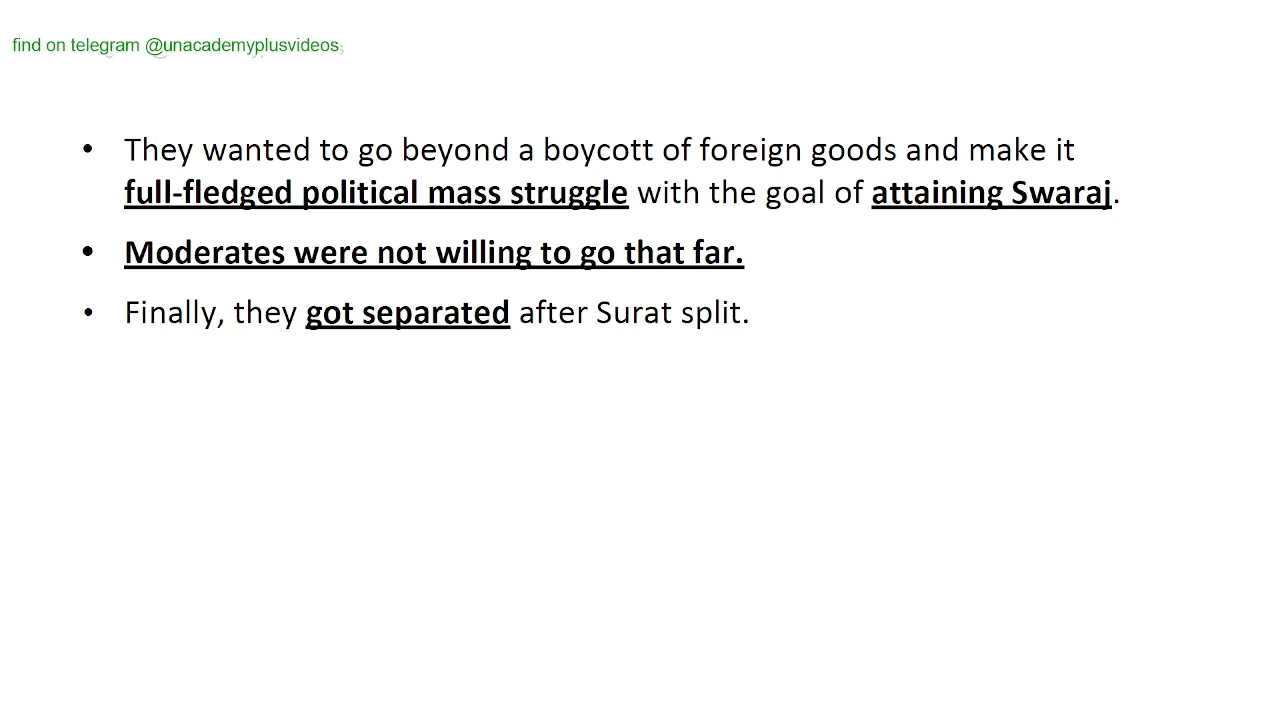 find on telegram @unacademyplusvideos
• They wanted to go beyond a boycott of foreign goods and make it
full-fledged political mass struggle with the goal of attaining Swaraj.
• Moderates were not willing to go that far.
• Finally, they got separated after Surat split.